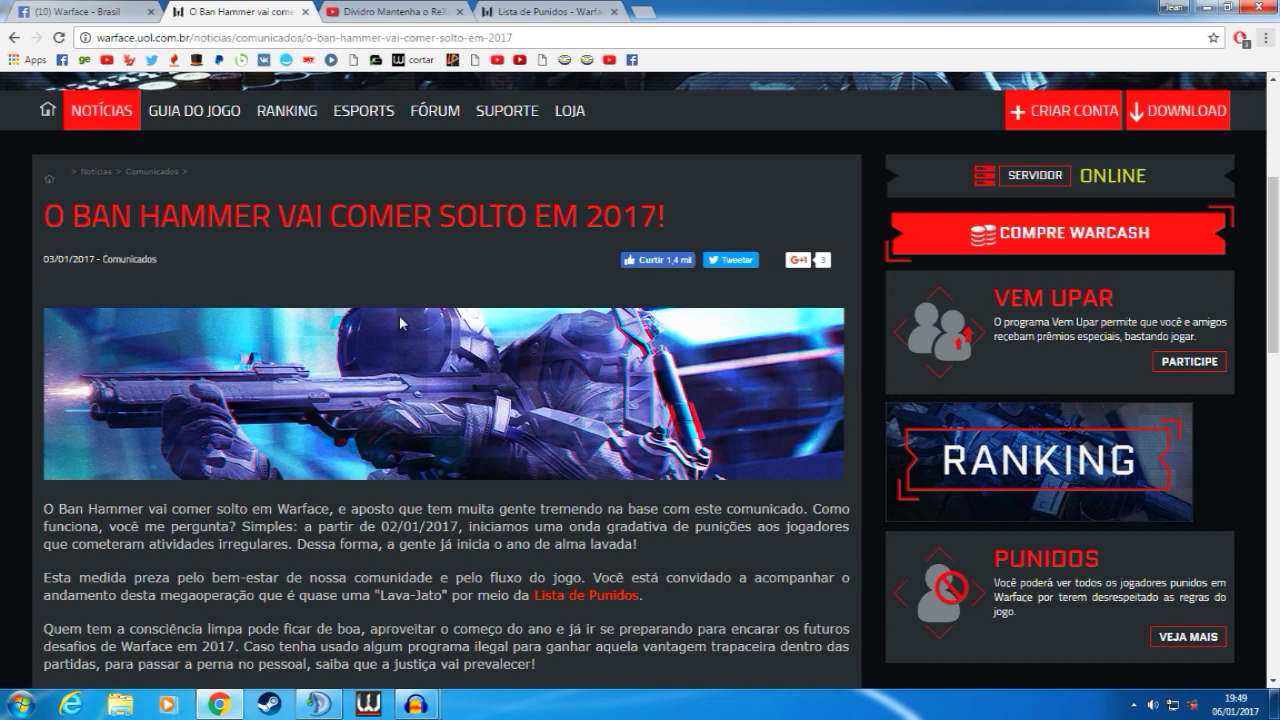 (10) Warface - Brasil
O Ban Hammer vai come
Dividro Mantenha o Re
Lista de Punidos - Warfa
Jean
warface.uol.com.br/noticias/comunicados/o-ban-hammer-vai-comer-solto-em-2017
Apps
cortar
NOTÍCIAS GUIA DO JOGO RANKING ESPORTS FÓRUM SUPORTE LOJA
+ CRIAR CONTA
DOWNLOAD
> Notícias > Comunicados >
O BAN HAMMER VAI COMER SOLTO EM 2017!
03/01/2017 - Comunicados
Curtir 1,4 mil
Tweetar
G+1 3
O Ban Hammer vai comer solto em Warface, e aposto que tem muita gente tremendo na base com este comunicado. Como
funciona, você me pergunta? Simples: a partir de 02/01/2017, iniciamos uma onda gradativa de punições aos jogadores
que cometeram atividades irregulares. Dessa forma, a gente já inicia o ano de alma lavada!
Esta medida preza pelo bem-estar de nossa comunidade e pelo fluxo do jogo. Você está convidado a acompanhar o
andamento desta megaoperação que é quase uma "Lava-Jato" por meio da Lista de Punidos.
Quem tem a consciência limpa pode ficar de boa, aproveitar o começo do ano e já ir se preparando para encarar os futuros
desafios de Warface em 2017. Caso tenha usado algum programa ilegal para ganhar aquela vantagem trapaceira dentro das
partidas, para passar a perna no pessoal, saiba que a justiça vai prevalecer!
SERVIDOR ONLINE
COMPRE WARCASH
VEM UPAR
O programa Vem Upar permite que você e amigos
recebam prêmios especiais, bastando jogar.
PARTICIPE
RANKING
PUNIDOS
Você poderá ver todos os jogadores punidos em
Warface por terem desrespeitado as regras do
jogo.
VEJA MAIS
19:49
06/01/2017